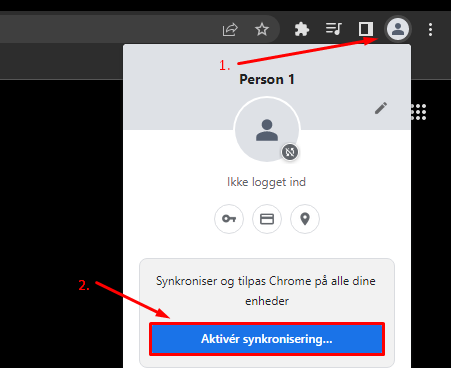 1.
Person 1
Ikke logget ind
Synkroniser og tilpas Chrome på alle dine
enheder
2.
Aktivér synkronisering...